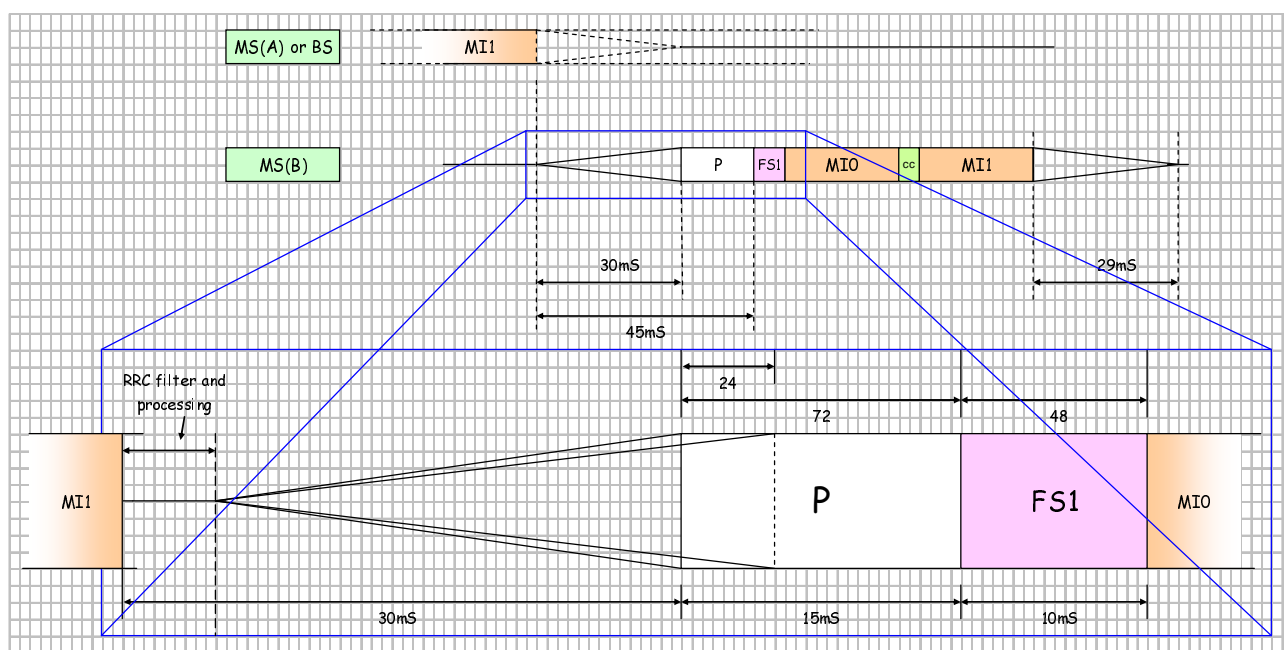 MS(A) or BS
MI1
MS(B)
P
FS1
MI0
cc
MI1
30mS
29mS
45mS
RRC filter and
processing
24
72
48
MI1
P
FS1
MI0
30mS
15mS
10mS